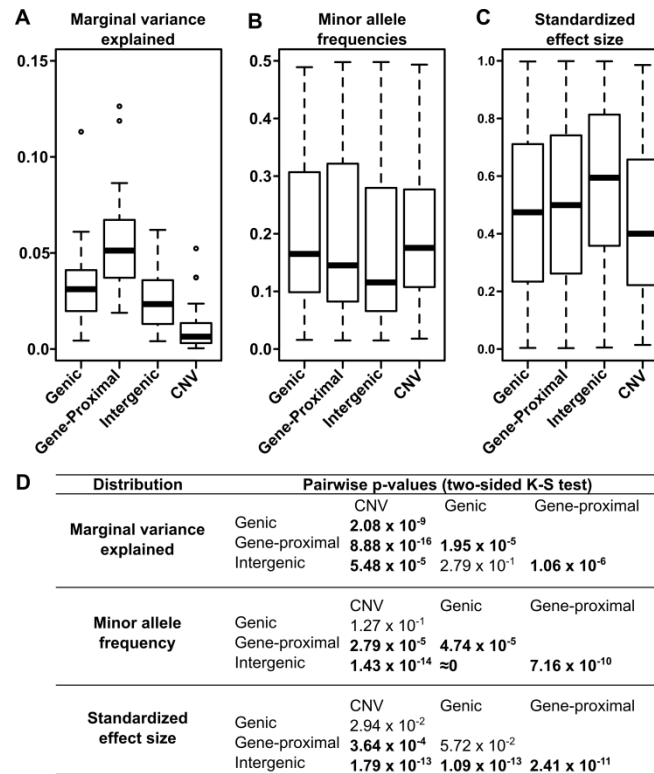 A Marginal variance explained
0.15
0.10
0.05
0.0
Genic
Gene-Proximal
Intergenic
CNV
B Minor allele frequencies
0.5
0.4
0.3
0.2
0.1
0.0
Genic
Gene-Proximal
Intergenic
CNV
C Standardized effect size
1.0
0.8
0.6
0.4
0.2
0.0
Genic
Gene-Proximal
Intergenic
CNV
D Distribution Pairwise p-values (two-sided K-S test)
Marginal variance explained
CNV Genic Gene-proximal
Genic 2.08 x 10⁻⁹
Gene-proximal 8.88 x 10⁻¹⁶ 1.95 x 10⁻⁵
Intergenic 5.48 x 10⁻⁵ 2.79 x 10⁻¹ 1.06 x 10⁻⁶
Minor allele frequency
CNV Genic Gene-proximal
Genic 1.27 x 10⁻¹
Gene-proximal 2.79 x 10⁻⁵ 4.74 x 10⁻⁵
Intergenic 1.43 x 10⁻¹⁴ ≈0 7.16 x 10⁻¹⁰
Standardized effect size
CNV Genic Gene-proximal
Genic 2.94 x 10⁻²
Gene-proximal 3.64 x 10⁻⁴ 5.72 x 10⁻²
Intergenic 1.79 x 10⁻¹³ 1.09 x 10⁻¹³ 2.41 x 10⁻¹¹